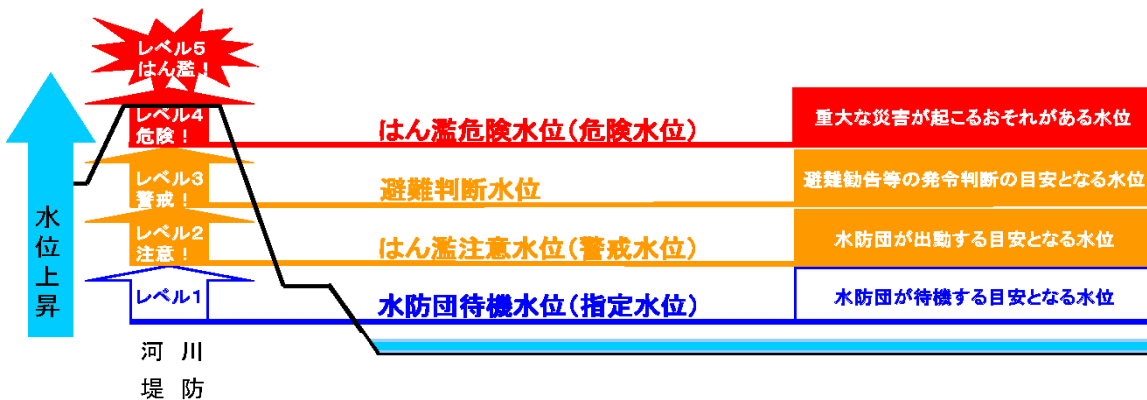 レベル5
はん濫！
レベル4
危険！
はん濫危険水位(危険水位)
重大な災害が起こるおそれがある水位
レベル3
警戒！
避難判断水位
避難勧告等の発令判断の目安となる水位
レベル2
注意！
はん濫注意水位(警戒水位)
水防団が出動する目安となる水位
レベル1
水防団待機水位(指定水位)
水防団が待機する目安となる水位
水位上昇
河川
堤防